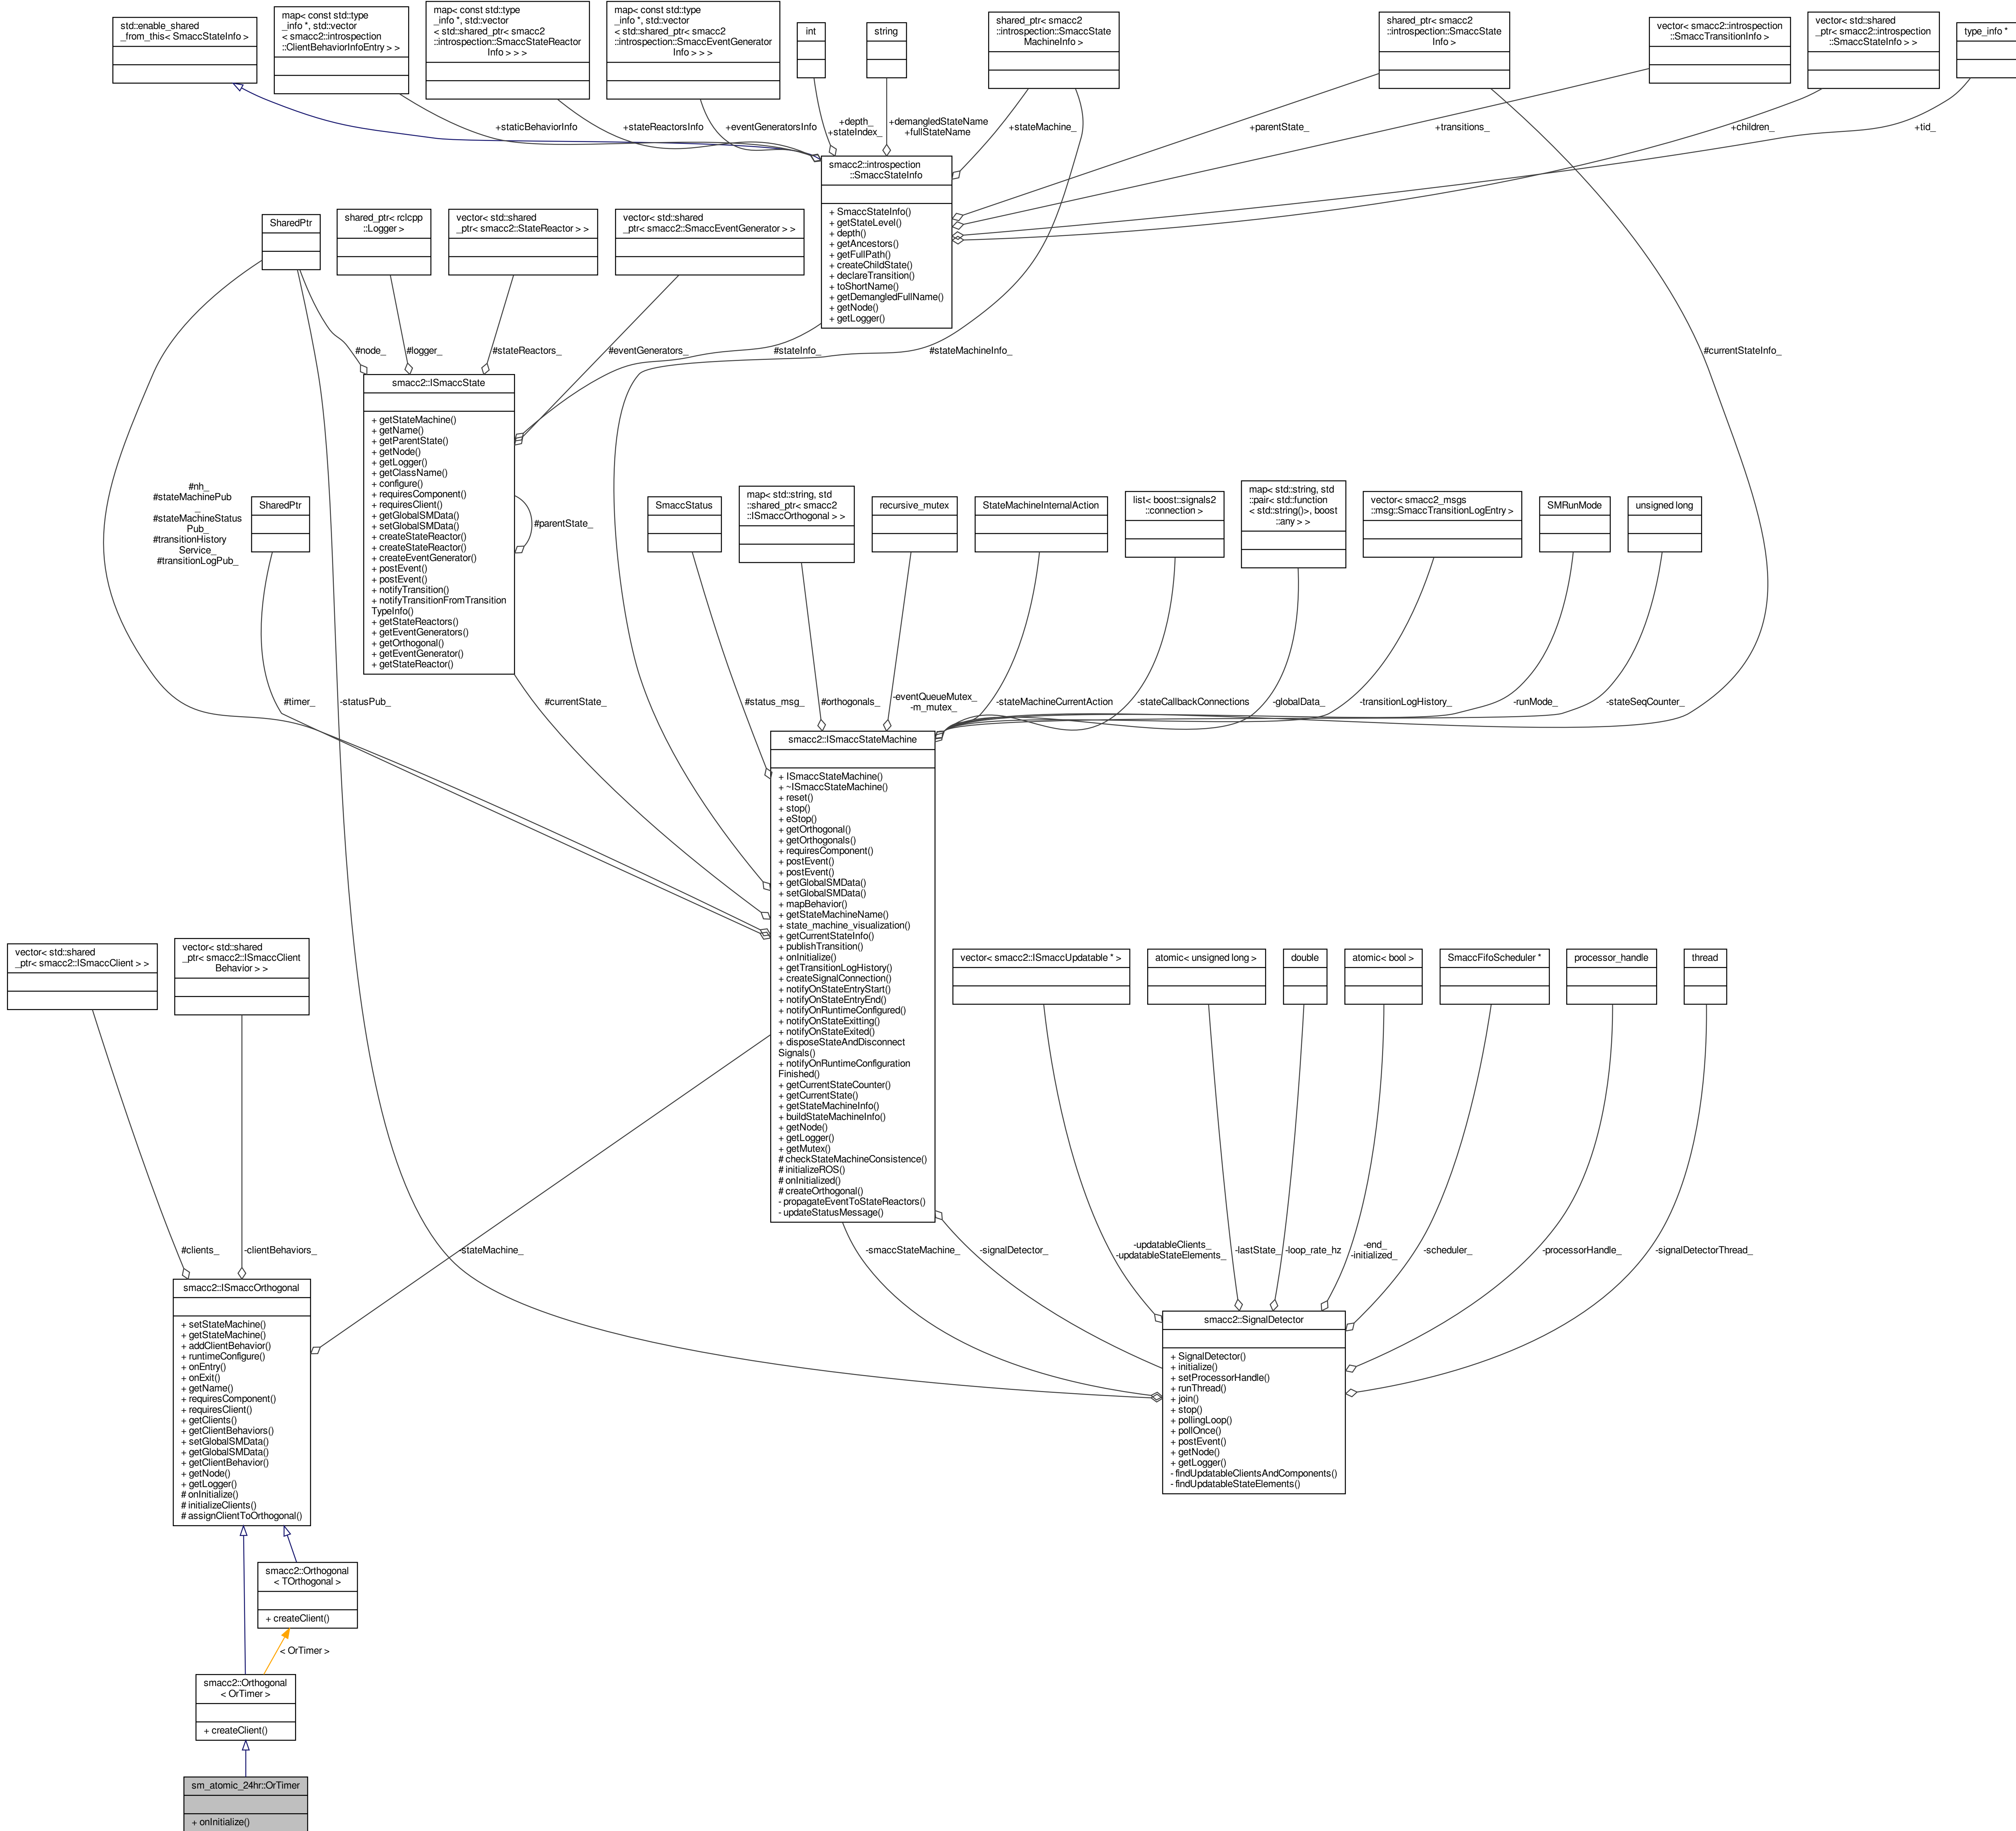 std::enable_shared
_from_this< SmaccStateInfo >
map< const std::type
_info *, std::vector
< smacc2::introspection
::ClientBehaviorInfoEntry > >
map< const std::type
_info *, std::vector
< std::shared_ptr< smacc2
::introspection::SmaccStateReactor
Info > > >
map< const std::type
_info *, std::vector
< std::shared_ptr< smacc2
::introspection::SmaccEventGenerator
Info > > >
int
string
shared_ptr< smacc2
::introspection::SmaccState
MachineInfo >
shared_ptr< smacc2
::introspection::SmaccState
Info >
vector< smacc2::introspection
::SmaccTransitionInfo >
vector< std::shared
_ptr< smacc2::introspection
::SmaccStateInfo > >
type_info *
+staticBehaviorInfo
+stateReactorsInfo
+eventGeneratorsInfo
+depth_
+stateIndex_
+demangledStateName
+fullStateName
+stateMachine_
+parentState_
+transitions_
+children_
+tid_
smacc2::introspection
::SmaccStateInfo
+ SmaccStateInfo()
+ getStateLevel()
+ depth()
+ getAncestors()
+ getFullPath()
+ createChildState()
+ declareTransition()
+ toShortName()
+ getDemangledFullName()
+ getNode()
+ getLogger()
SharedPtr
shared_ptr< rclcpp
::Logger >
vector< std::shared
_ptr< smacc2::StateReactor > >
vector< std::shared
_ptr< smacc2::SmaccEventGenerator > >
#node_
#logger_
#stateReactors_
#eventGenerators_
#stateInfo_
#stateMachineInfo_
#currentStateInfo_
smacc2::ISmaccState
+ getStateMachine()
+ getName()
+ getParentState()
+ getNode()
+ getLogger()
+ getClassName()
+ configure()
+ requiresComponent()
+ requiresClient()
+ getGlobalSMData()
+ setGlobalSMData()
+ createStateReactor()
+ createStateReactor()
+ createEventGenerator()
+ postEvent()
+ postEvent()
+ notifyTransition()
+ notifyTransitionFromTransition
TypeInfo()
+ getStateReactors()
+ getEventGenerators()
+ getOrthogonal()
+ getEventGenerator()
+ getStateReactor()
#parentState_
#nh_
#stateMachinePub
_
#stateMachineStatus
Pub_
#transitionHistory
Service_
#transitionLogPub_
SharedPtr
SmaccStatus
map< std::string, std
::shared_ptr< smacc2
::ISmaccOrthogonal > >
recursive_mutex
StateMachineInternalAction
list< boost::signals2
::connection >
map< std::string, std
::pair< std::function
< std::string()>, boost
::any > >
vector< smacc2_msgs
::msg::SmaccTransitionLogEntry >
SMRunMode
unsigned long
#timer_
-statusPub_
#currentState_
#status_msg_
#orthogonals_
-eventQueueMutex_
-m_mutex_
-stateMachineCurrentAction
-stateCallbackConnections
-globalData_
-transitionLogHistory_
-runMode_
-stateSeqCounter_
smacc2::ISmaccStateMachine
+ ISmaccStateMachine()
+ ~ISmaccStateMachine()
+ reset()
+ stop()
+ eStop()
+ getOrthogonal()
+ getOrthogonals()
+ requiresComponent()
+ postEvent()
+ postEvent()
+ getGlobalSMData()
+ setGlobalSMData()
+ mapBehavior()
+ getStateMachineName()
+ state_machine_visualization()
+ getCurrentStateInfo()
+ publishTransition()
+ onInitialize()
+ getTransitionLogHistory()
+ createSignalConnection()
+ notifyOnStateEntryStart()
+ notifyOnStateEntryEnd()
+ notifyOnRuntimeConfigured()
+ notifyOnStateExitting()
+ notifyOnStateExited()
+ disposeStateAndDisconnect
Signals()
+ notifyOnRuntimeConfiguration
Finished()
+ getCurrentStateCounter()
+ getCurrentState()
+ getStateMachineInfo()
+ buildStateMachineInfo()
+ getNode()
+ getLogger()
+ getMutex()
# checkStateMachineConsistence()
# initializeROS()
# onInitialized()
# createOrthogonal()
- propagateEventToStateReactors()
- updateStatusMessage()
vector< std::shared
_ptr< smacc2::ISmaccClient > >
vector< std::shared
_ptr< smacc2::ISmaccClient
Behavior > >
vector< smacc2::ISmaccUpdatable * >
atomic< unsigned long >
double
atomic< bool >
SmaccFifoScheduler *
processor_handle
thread
#clients_
-clientBehaviors_
-stateMachine_
-smaccStateMachine_
-signalDetector_
-updatableClients_
-updatableStateElements_
-lastState_
-loop_rate_hz
-end_
-initialized_
-scheduler_
-processorHandle_
-signalDetectorThread_
smacc2::ISmaccOrthogonal
+ setStateMachine()
+ getStateMachine()
+ addClientBehavior()
+ runtimeConfigure()
+ onEntry()
+ onExit()
+ getName()
+ requiresComponent()
+ requiresClient()
+ getClients()
+ getClientBehaviors()
+ setGlobalSMData()
+ getGlobalSMData()
+ getClientBehavior()
+ getNode()
+ getLogger()
# onInitialize()
# initializeClients()
# assignClientToOrthogonal()
smacc2::SignalDetector
+ SignalDetector()
+ initialize()
+ setProcessorHandle()
+ runThread()
+ join()
+ stop()
+ pollingLoop()
+ pollOnce()
+ postEvent()
+ getNode()
+ getLogger()
- findUpdatableClientsAndComponents()
- findUpdatableStateElements()
smacc2::Orthogonal
< TOrthogonal >
+ createClient()
< OrTimer >
smacc2::Orthogonal
< OrTimer >
+ createClient()
sm_atomic_24hr::OrTimer
+ onInitialize()